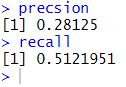 > precsion
[1] 0.28125
> recall
[1] 0.5121951
>